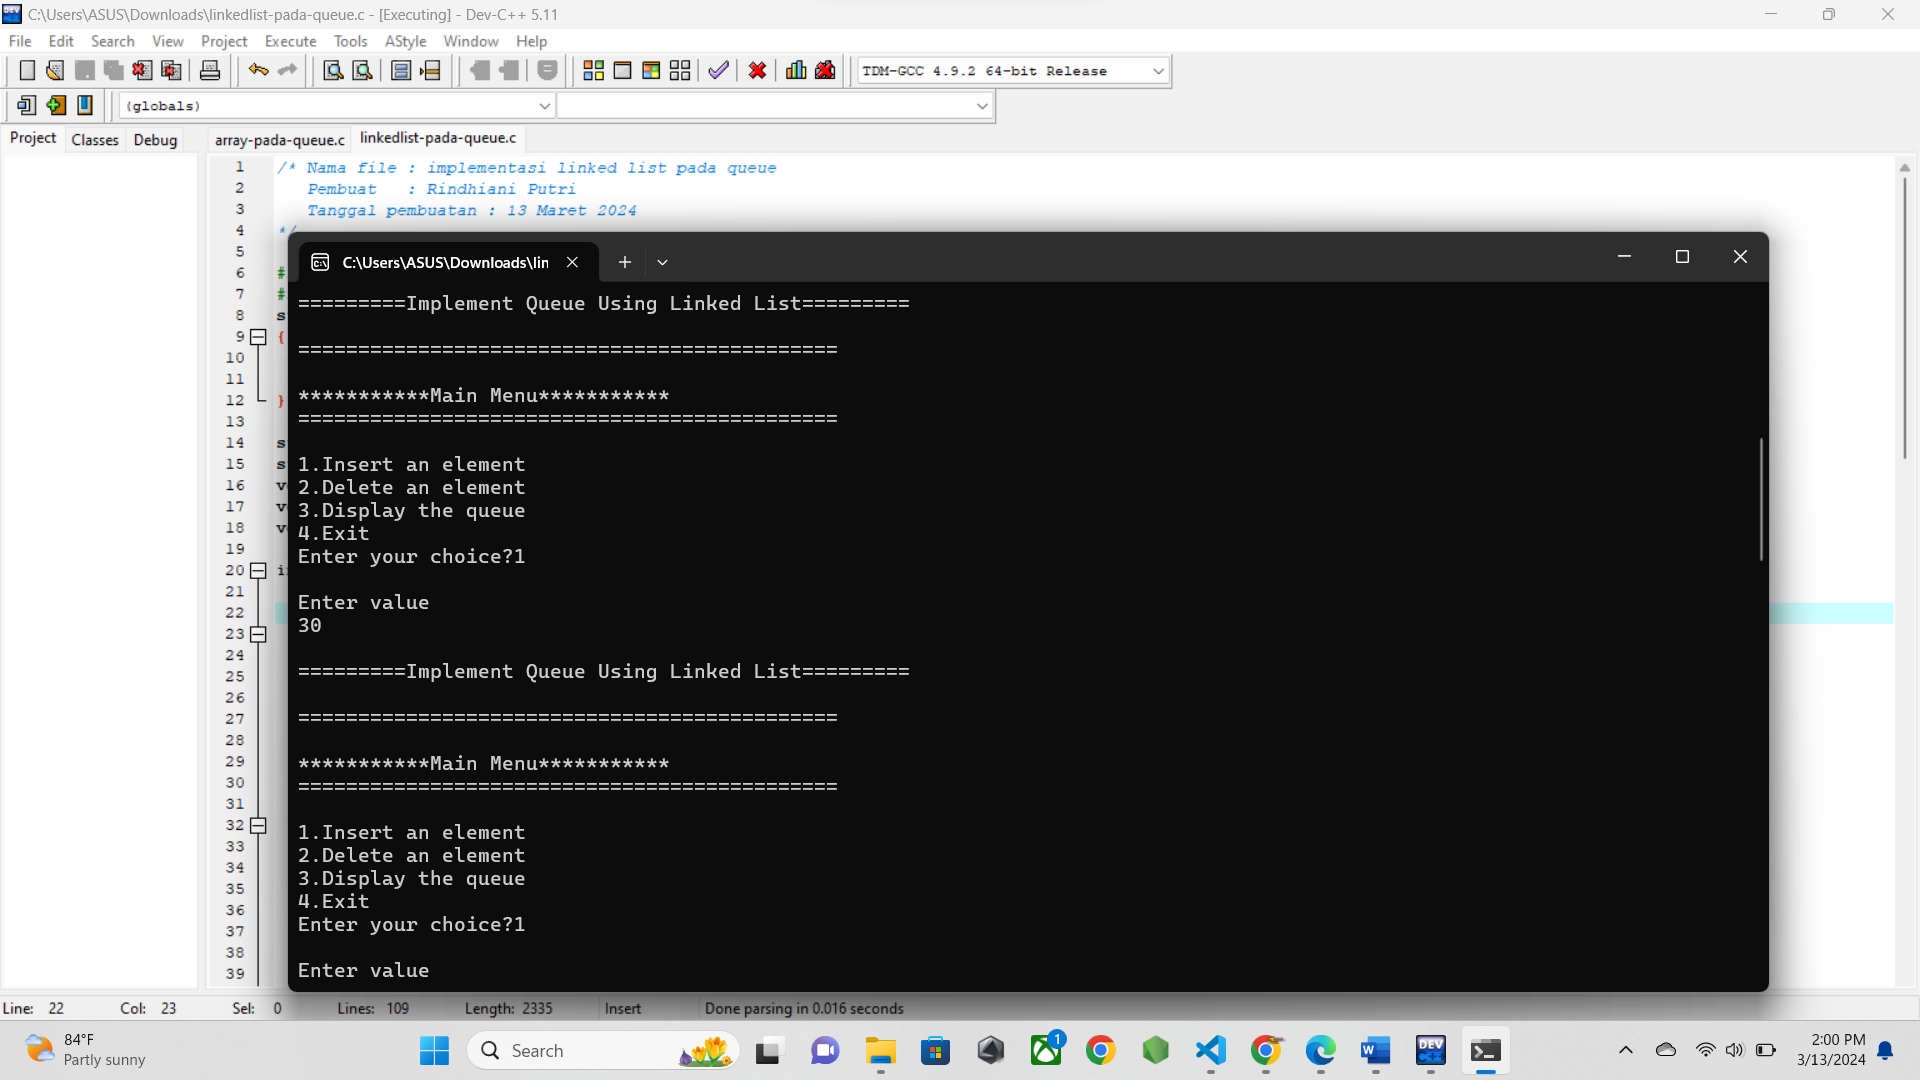 C:\Users\ASUS\Downloads\linkedlist-pada-queue.c - [Executing] - Dev-C++ 5.11
File Edit Search View Project Execute Tools AStyle Window Help
TDM-GCC 4.9.2 64-bit Release
(globals)
Project Classes Debug
array-pada-queue.c linkedlist-pada-queue.c
1 /* Nama file : implementasi linked list pada queue
2 Pembuat : Rindhiani Putri
3 Tanggal pembuatan : 13 Maret 2024
4 */
5
6 #
7 #
8 s
9 {
10
11
12 }
13
14 s
15 s
16 v
17 v
18 v
19
20 i
21
22
23
24
25
26
27
28
29
30
31
32
33
34
35
36
37
38
39
C:\Users\ASUS\Downloads\lin
=========Implement Queue Using Linked List=========
=============================================
***********Main Menu***********
=============================================
1.Insert an element
2.Delete an element
3.Display the queue
4.Exit
Enter your choice?1
Enter value
30
=========Implement Queue Using Linked List=========
=============================================
***********Main Menu***********
=============================================
1.Insert an element
2.Delete an element
3.Display the queue
4.Exit
Enter your choice?1
Enter value
Line: 22 Col: 23 Sel: 0 Lines: 109 Length: 2335 Insert Done parsing in 0.016 seconds
84°F
Partly sunny
Search
1
DEV
C++
2:00 PM
3/13/2024